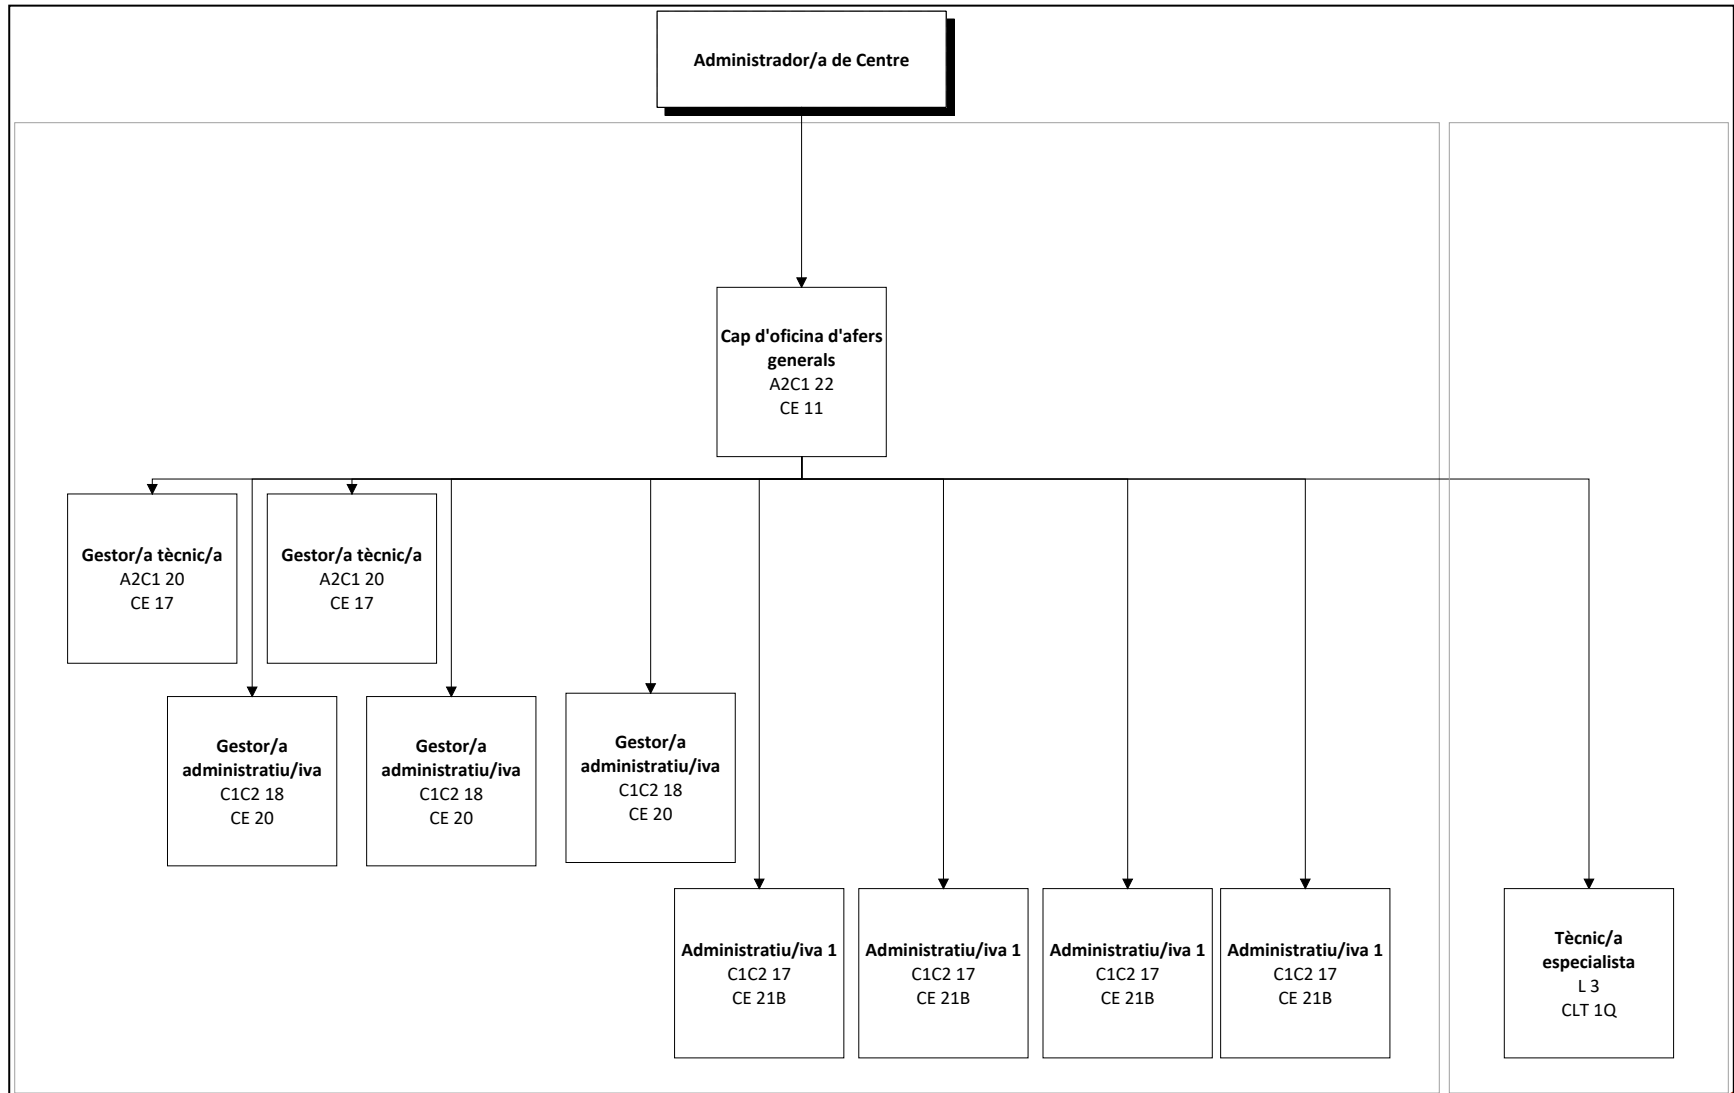 Administrador/a de Centre
Cap d'oficina d'afers
generals
A2C1 22
CE 11
Gestor/a tècnic/a
A2C1 20
CE 17
Gestor/a tècnic/a
A2C1 20
CE 17
Gestor/a
administratiu/iva
C1C2 18
CE 20
Gestor/a
administratiu/iva
C1C2 18
CE 20
Gestor/a
administratiu/iva
C1C2 18
CE 20
Administratiu/iva 1
C1C2 17
CE 21B
Administratiu/iva 1
C1C2 17
CE 21B
Administratiu/iva 1
C1C2 17
CE 21B
Administratiu/iva 1
C1C2 17
CE 21B
Tècnic/a
especialista
L 3
CLT 1Q